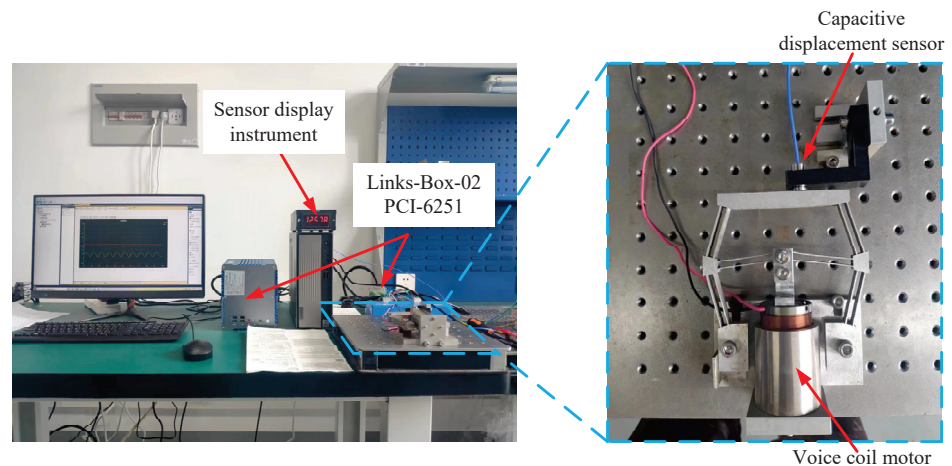 Capacitive
displacement sensor
Sensor display
instrument
Links-Box-02
PCI-6251
Voice coil motor